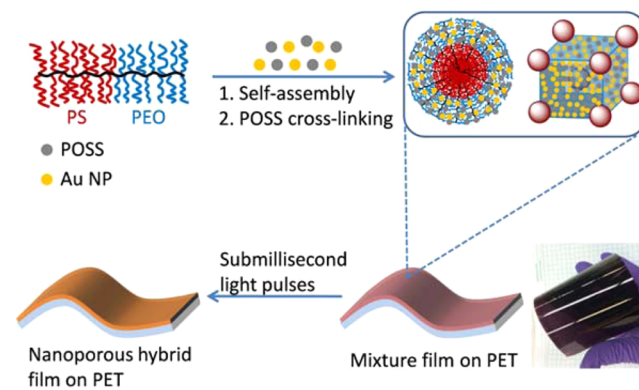 PS PEO
POSS
Au NP
1. Self-assembly
2. POSS cross-linking
Submillisecond
light pulses
Nanoporous hybrid
film on PET
Mixture film on PET